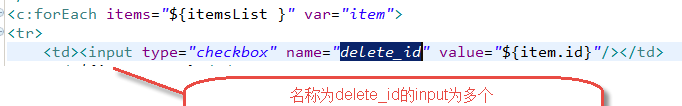 <c:forEach items="${itemsList }" var="item">
<tr>
<td><input type="checkbox" name="delete_id" value="${item.id}"/></td>
名称为delete_id的input为多个